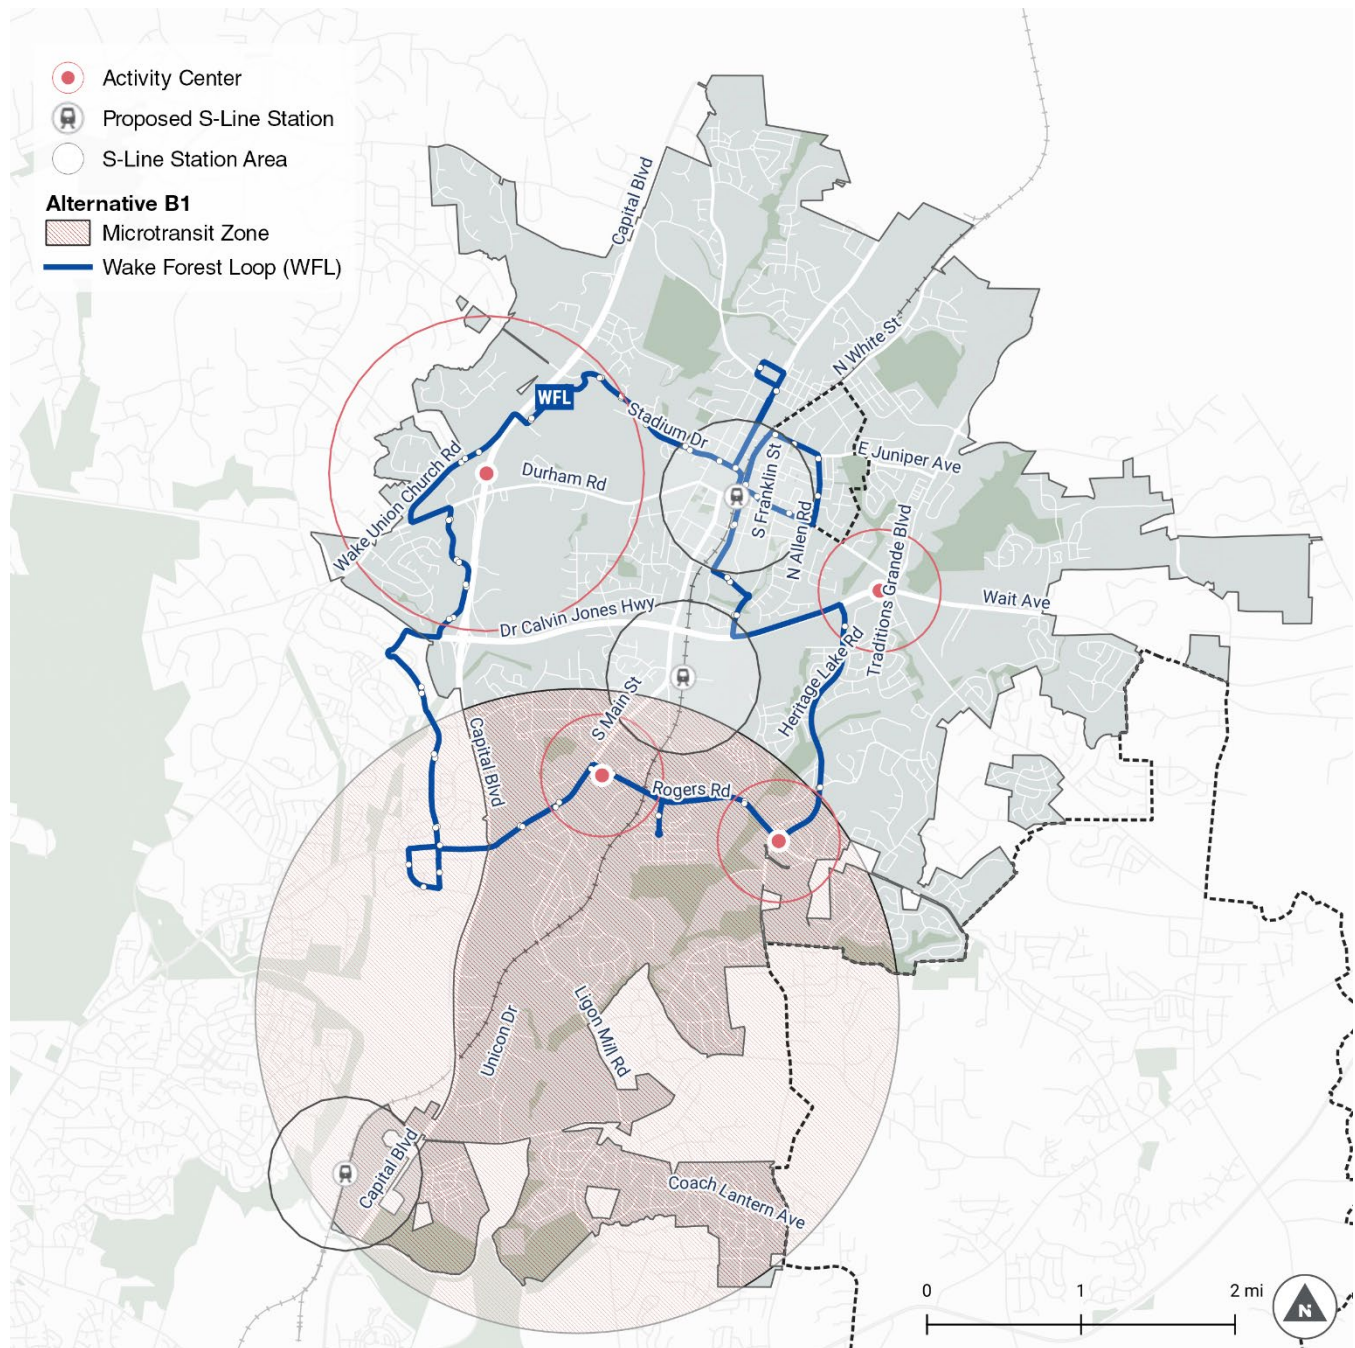 Activity Center
Proposed S-Line Station
S-Line Station Area
Alternative B1
Microtransit Zone
Wake Forest Loop (WFL)
Capital Blvd
N White St
WFL
Stadium Dr
E Juniper Ave
Wake Union Church Rd
Durham Rd
S Franklin St
N Allen Rd
Traditions Grande Blvd
Wait Ave
Dr Calvin Jones Hwy
Heritage Lake Rd
S Main St
Capital Blvd
Rogers Rd
Unicon Dr
Ligon Mill Rd
Capital Blvd
Coach Lantern Ave
0 1 2 mi
N